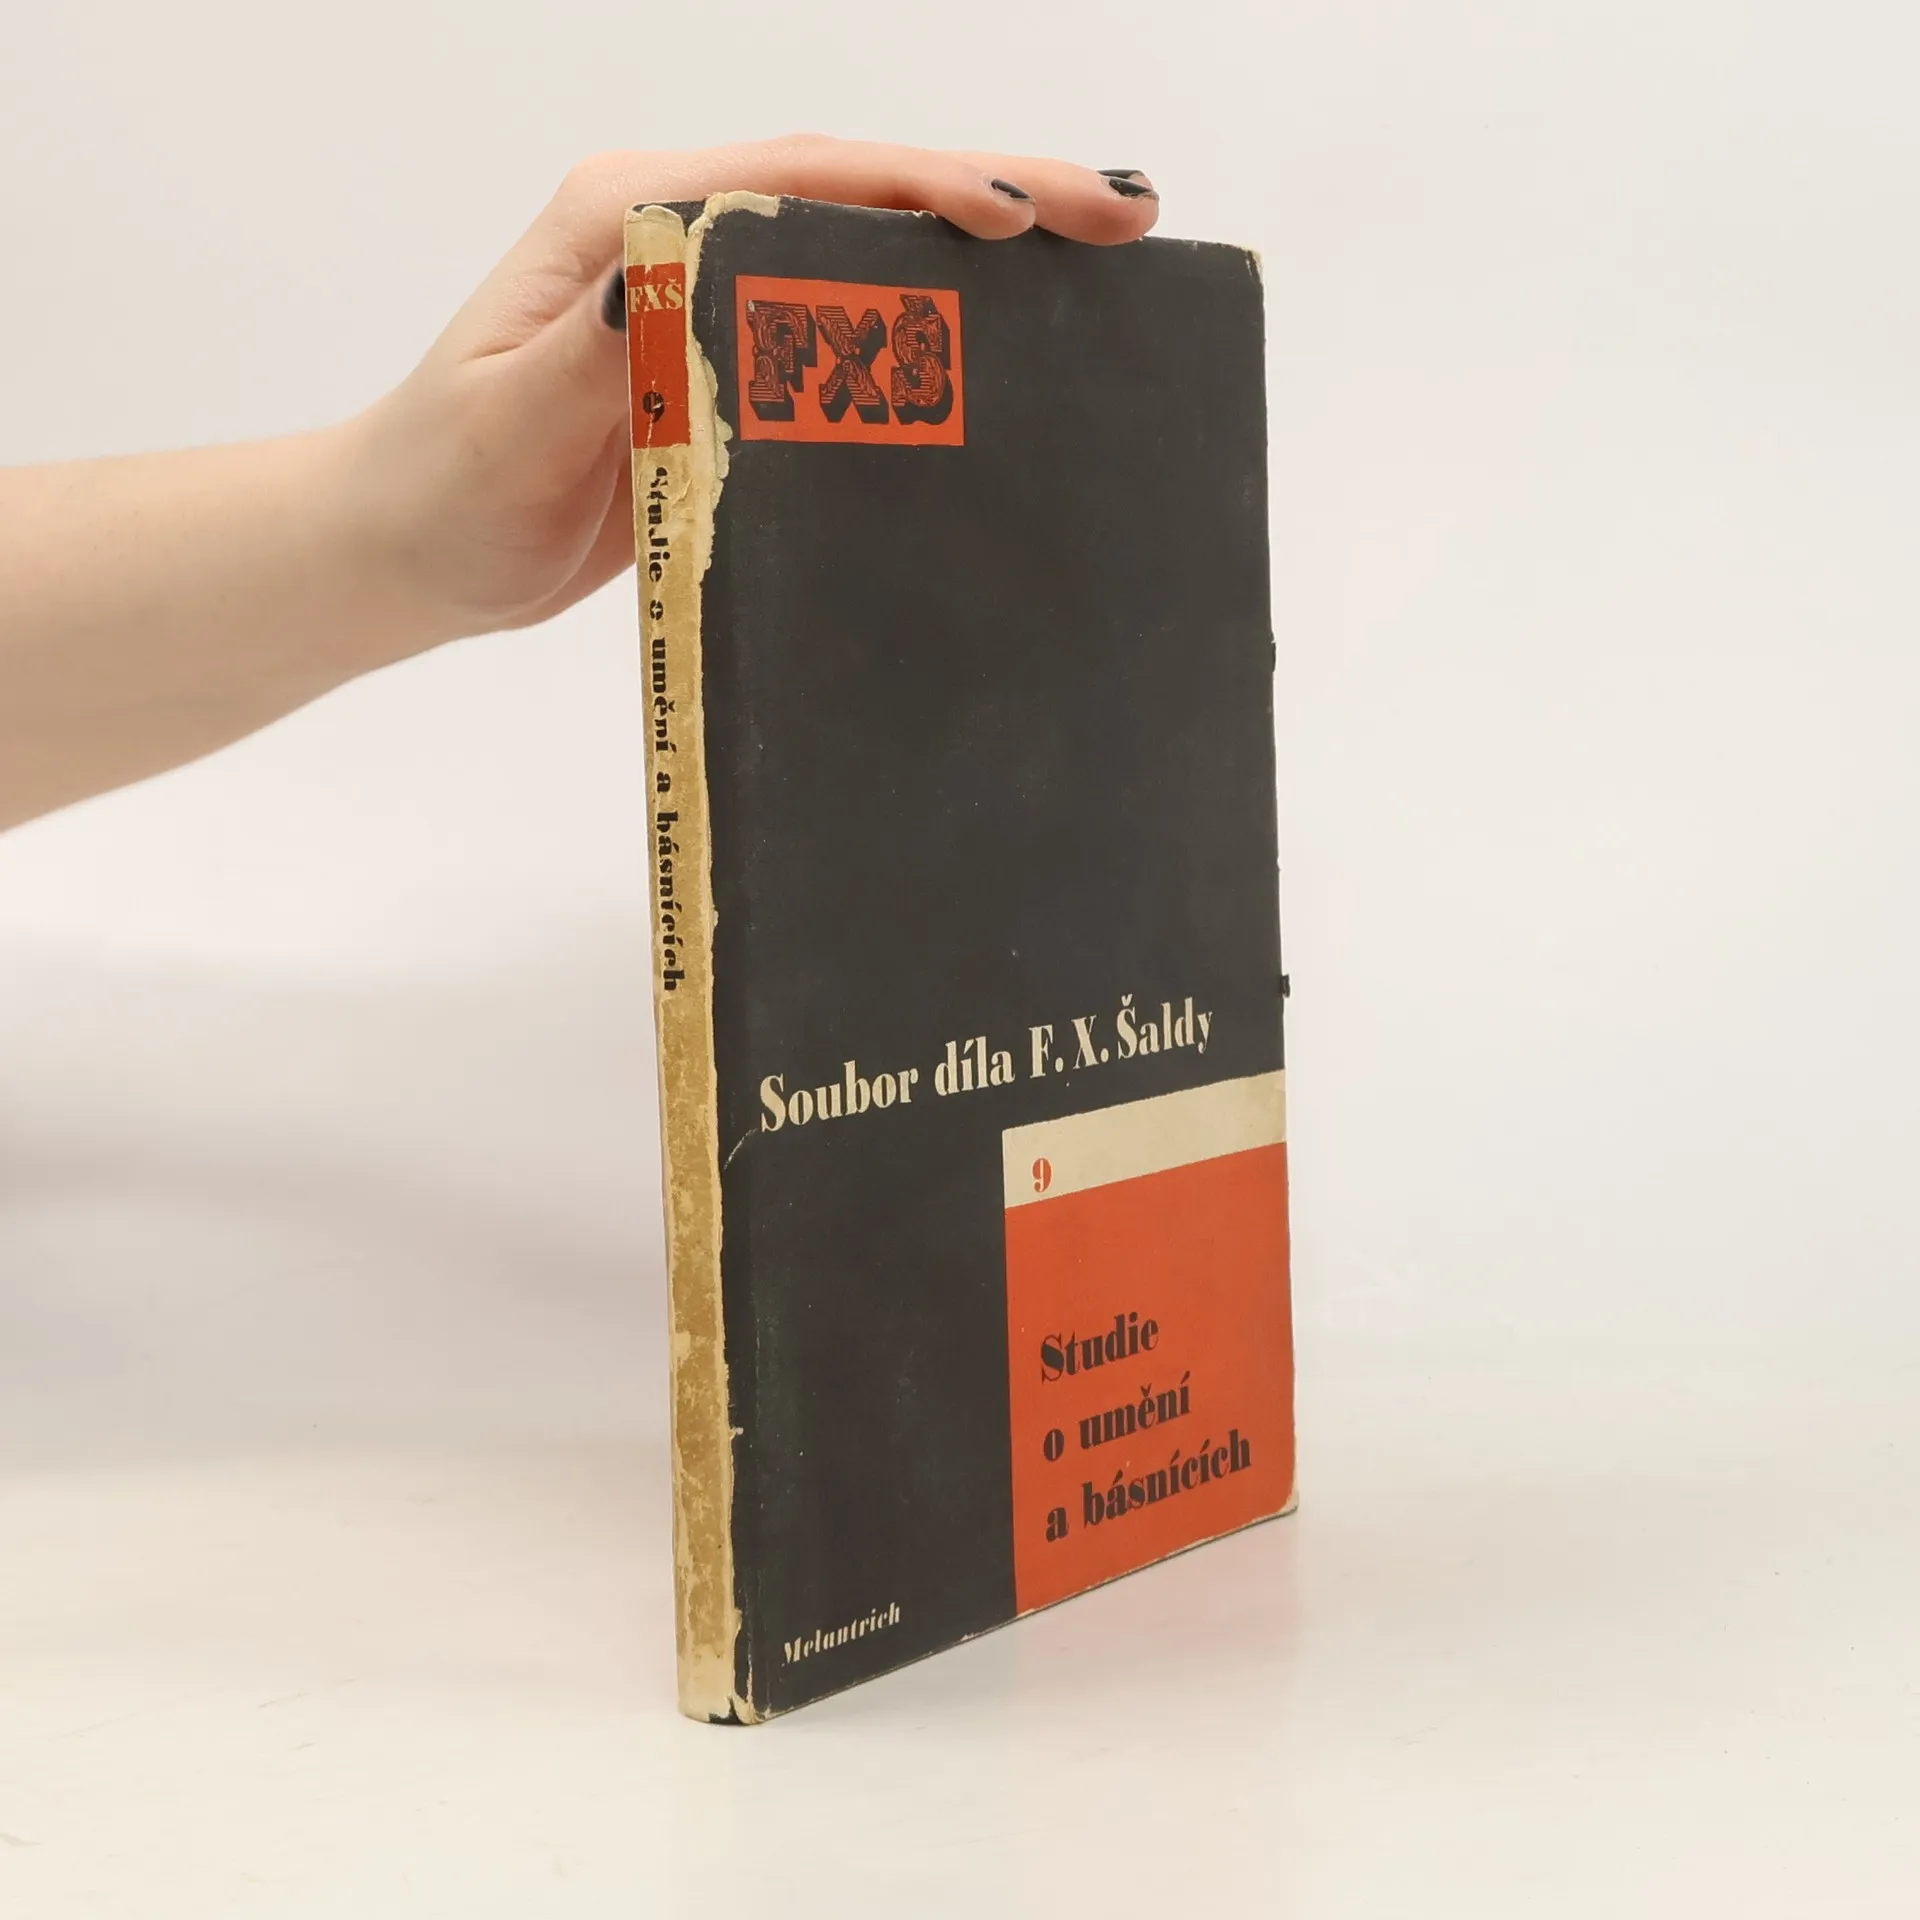 FXŠ
9
Studie o umění a básnících
FXŠ
Soubor díla F. X. Šaldy
9
Studie
o umění
a básnících
Melantrich